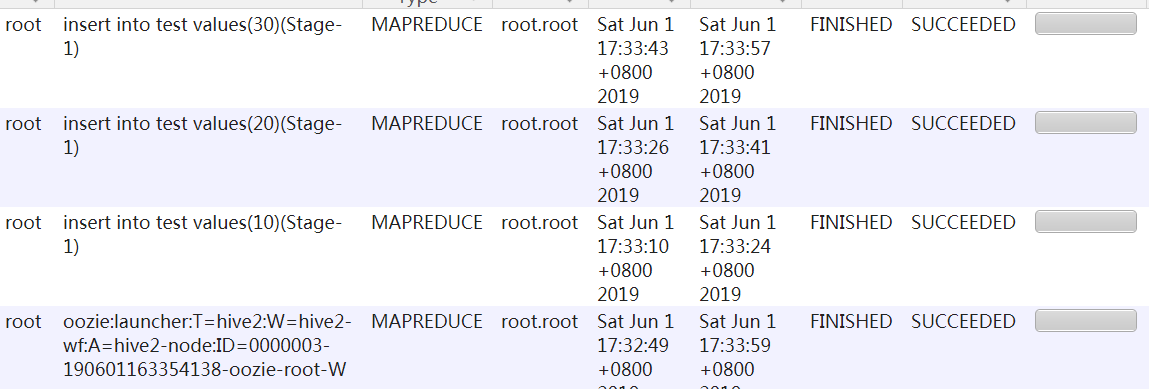 Type
root insert into test values(30)(Stage- MAPREDUCE root.root Sat Jun 1 Sat Jun 1 FINISHED SUCCEEDED
1) 17:33:43 17:33:57
+0800 +0800
2019 2019
root insert into test values(20)(Stage- MAPREDUCE root.root Sat Jun 1 Sat Jun 1 FINISHED SUCCEEDED
1) 17:33:26 17:33:41
+0800 +0800
2019 2019
root insert into test values(10)(Stage- MAPREDUCE root.root Sat Jun 1 Sat Jun 1 FINISHED SUCCEEDED
1) 17:33:10 17:33:24
+0800 +0800
2019 2019
root oozie:launcher:T=hive2:W=hive2- MAPREDUCE root.root Sat Jun 1 Sat Jun 1 FINISHED SUCCEEDED
wf:A=hive2-node:ID=0000003- 17:32:49 17:33:59
190601163354138-oozie-root-W +0800 +0800
2019 2019